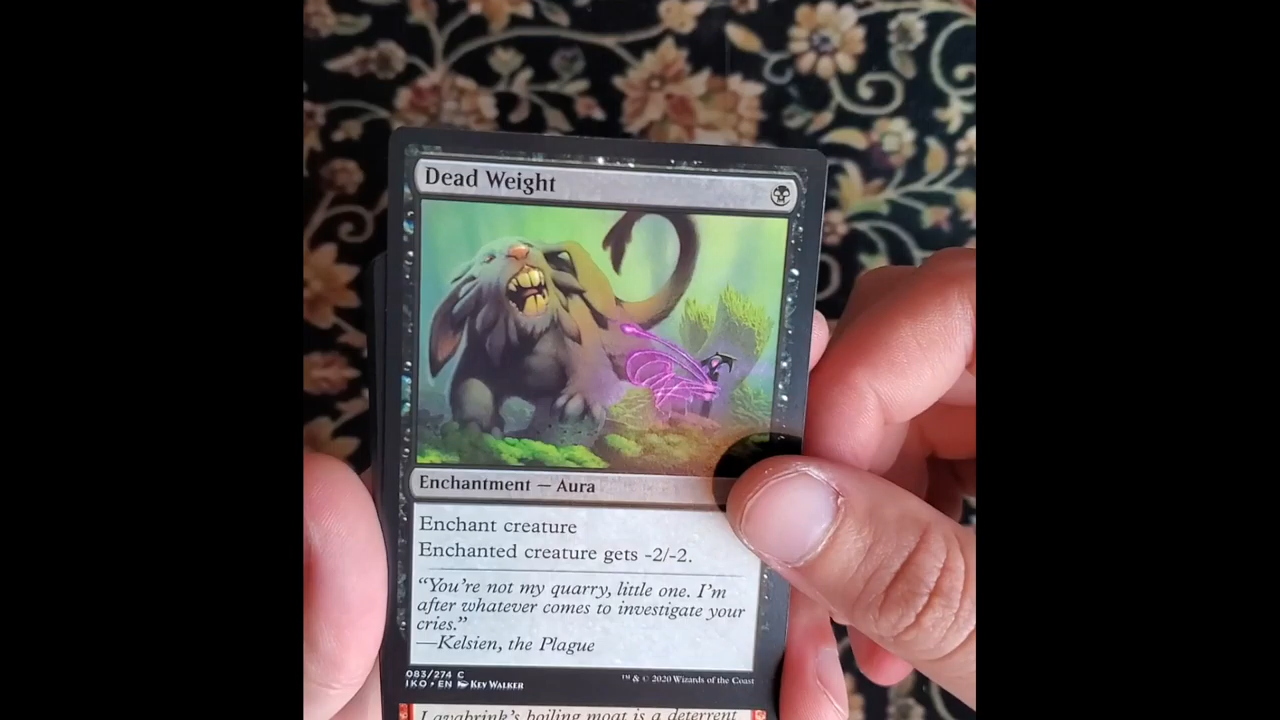 Dead Weight
Enchantment — Aura
Enchant creature
Enchanted creature gets -2/-2.
“You’re not my quarry, little one. I’m
after whatever comes to investigate your
cries.”
—Kelsien, the Plague
083/274 C
IKO • EN Kev Walker
™ & © 2020 Wizards of the Coast
Lavabrink’s boiling moat is a deterrent